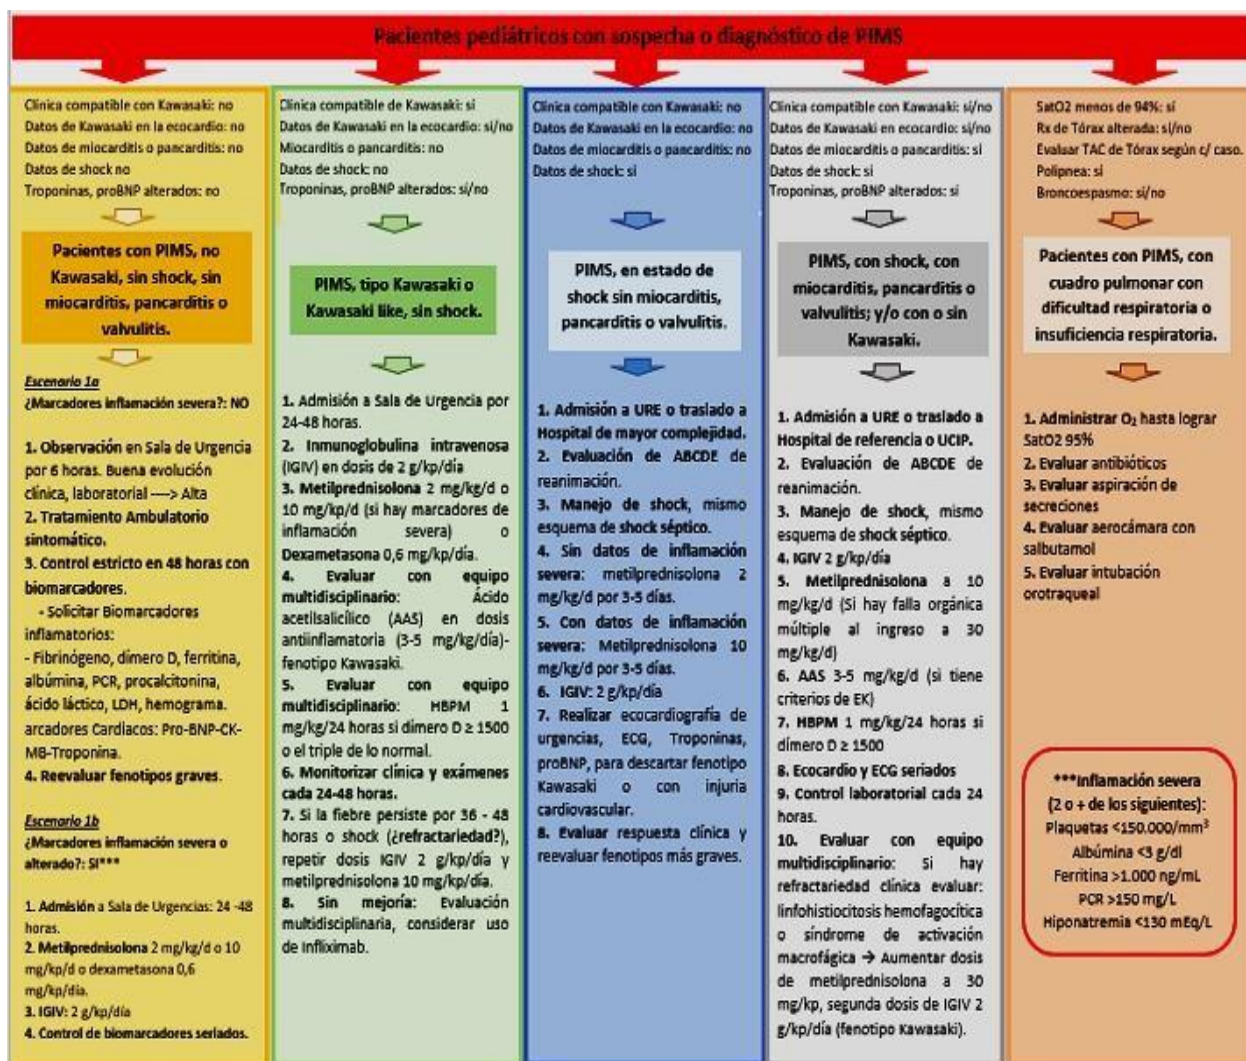 Pacientes pediátricos con sospecha o diagnóstico de PIMS
Clínica compatible con Kawasaki: no
Datos de Kawasaki en la ecocardio: no
Datos de miocarditis o pancarditis: no
Datos de shock no
Troponinas, proBNP alterados: no
Pacientes con PIMS, no
Kawasaki, sin shock, sin
miocarditis, pancarditis o
valvulitis.
Escenario 1a
¿Marcadores inflamación severa?: NO
1. Observación en Sala de Urgencia
por 6 horas. Buena evolución
clínica, laboratorial ----> Alta
2. Tratamiento Ambulatorio
sintomático.
3. Control estricto en 48 horas con
biomarcadores.
- Solicitar Biomarcadores
inflamatorios:
- Fibrinógeno, dímero D, ferritina,
albúmina, PCR, procalcitonina,
ácido láctico, LDH, hemograma.
arcadores Cardiacos: Pro-BNP-CK-
MB-Troponina.
4. Reevaluar fenotipos graves.
Escenario 1b
¿Marcadores inflamación severa o
alterado?: SI***
1. Admisión a Sala de Urgencias: 24 -48
horas.
2. Metilprednisolona 2 mg/kg/d o 10
mg/kp/d o dexametasona 0,6
mg/kp/día.
3. IGIV: 2 g/kp/día
4. Control de biomarcadores seriados.
Clínica compatible de Kawasaki: si
Datos de Kawasaki en la ecocardio: si/no
Miocarditis o pancarditis: no
Datos de shock: no
Troponinas, proBNP alterados: si/no
PIMS, tipo Kawasaki o
Kawasaki like, sin shock.
1. Admisión a Sala de Urgencia por
24-48 horas.
2. Inmunoglobulina intravenosa
(IGIV) en dosis de 2 g/kp/día
3. Metilprednisolona 2 mg/kg/d o
10 mg/kp/d (si hay marcadores de
inflamación severa) o
Dexametasona 0,6 mg/kp/día.
4. Evaluar con equipo
multidisciplinario: Ácido
acetilsalicílico (AAS) en dosis
antiinflamatoria (3-5 mg/kg/día)-
fenotipo Kawasaki.
5. Evaluar con equipo
multidisciplinario: HBPM 1
mg/kg/24 horas si dímero D ≥ 1500
o el triple de lo normal.
6. Monitorizar clínica y exámenes
cada 24-48 horas.
7. Si la fiebre persiste por 36 - 48
horas o shock (¿refractariedad?),
repetir dosis IGIV 2 g/kp/día y
metilprednisolona 10 mg/kp/día.
8. Sin mejoría: Evaluación
multidisciplinaria, considerar uso
de Infliximab.
Clínica compatible con Kawasaki: no
Datos de Kawasaki en la ecocardio: no
Datos de miocarditis o pancarditis: no
Datos de shock: si
PIMS, en estado de
shock sin miocarditis,
pancarditis o valvulitis.
1. Admisión a URE o traslado a
Hospital de mayor complejidad.
2. Evaluación de ABCDE de
reanimación.
3. Manejo de shock, mismo
esquema de shock séptico.
4. Sin datos de inflamación
severa: metilprednisolona 2
mg/kg/d por 3-5 días.
5. Con datos de inflamación
severa: Metilprednisolona 10
mg/kg/d por 3-5 días.
6. IGIV: 2 g/kp/día
7. Realizar ecocardiografía de
urgencias, ECG, Troponinas,
proBNP, para descartar fenotipo
Kawasaki o con injuria
cardiovascular.
8. Evaluar respuesta clínica y
reevaluar fenotipos más graves.
Clínica compatible con Kawasaki: si/no
Datos de Kawasaki en ecocardio: si/no
Datos de miocarditis o pancarditis: si
Datos de shock: si
Troponinas, proBNP alterados: si
PIMS, con shock, con
miocarditis, pancarditis o
valvulitis; y/o con o sin
Kawasaki.
1. Admisión a URE o traslado a
Hospital de referencia o UCIP.
2. Evaluación de ABCDE de
reanimación.
3. Manejo de shock, mismo
esquema de shock séptico.
4. IGIV 2 g/kp/día
5. Metilprednisolona a 10
mg/kg/d (Si hay falla orgánica
múltiple al ingreso a 30
mg/kg/d)
6. AAS 3-5 mg/kg/d (si tiene
criterios de EK)
7. HBPM 1 mg/kg/24 horas si
dímero D ≥ 1500
8. Ecocardio y ECG seriados
9. Control laboratorial cada 24
horas.
10. Evaluar con equipo
multidisciplinario: Si hay
refractariedad clínica evaluar:
linfohistiocitosis hemofagocítica
o síndrome de activación
macrofágica → Aumentar dosis
de metilprednisolona a 30
mg/kp, segunda dosis de IGIV 2
g/kp/día (fenotipo Kawasaki).
SatO2 menos de 94%: si
Rx de Tórax alterada: si/no
Evaluar TAC de Tórax según c/ caso.
Polipnea: si
Broncoespasmo: si/no
Pacientes con PIMS, con
cuadro pulmonar con
dificultad respiratoria o
insuficiencia respiratoria.
1. Administrar O₂ hasta lograr
SatO2 95%
2. Evaluar antibióticos
3. Evaluar aspiración de
secreciones
4. Evaluar aerocámara con
salbutamol
5. Evaluar intubación
orotraqueal
***Inflamación severa
(2 o + de los siguientes):
Plaquetas <150.000/mm³
Albúmina <3 g/dl
Ferritina >1.000 ng/mL
PCR >150 mg/L
Hiponatremia <130 mEq/L